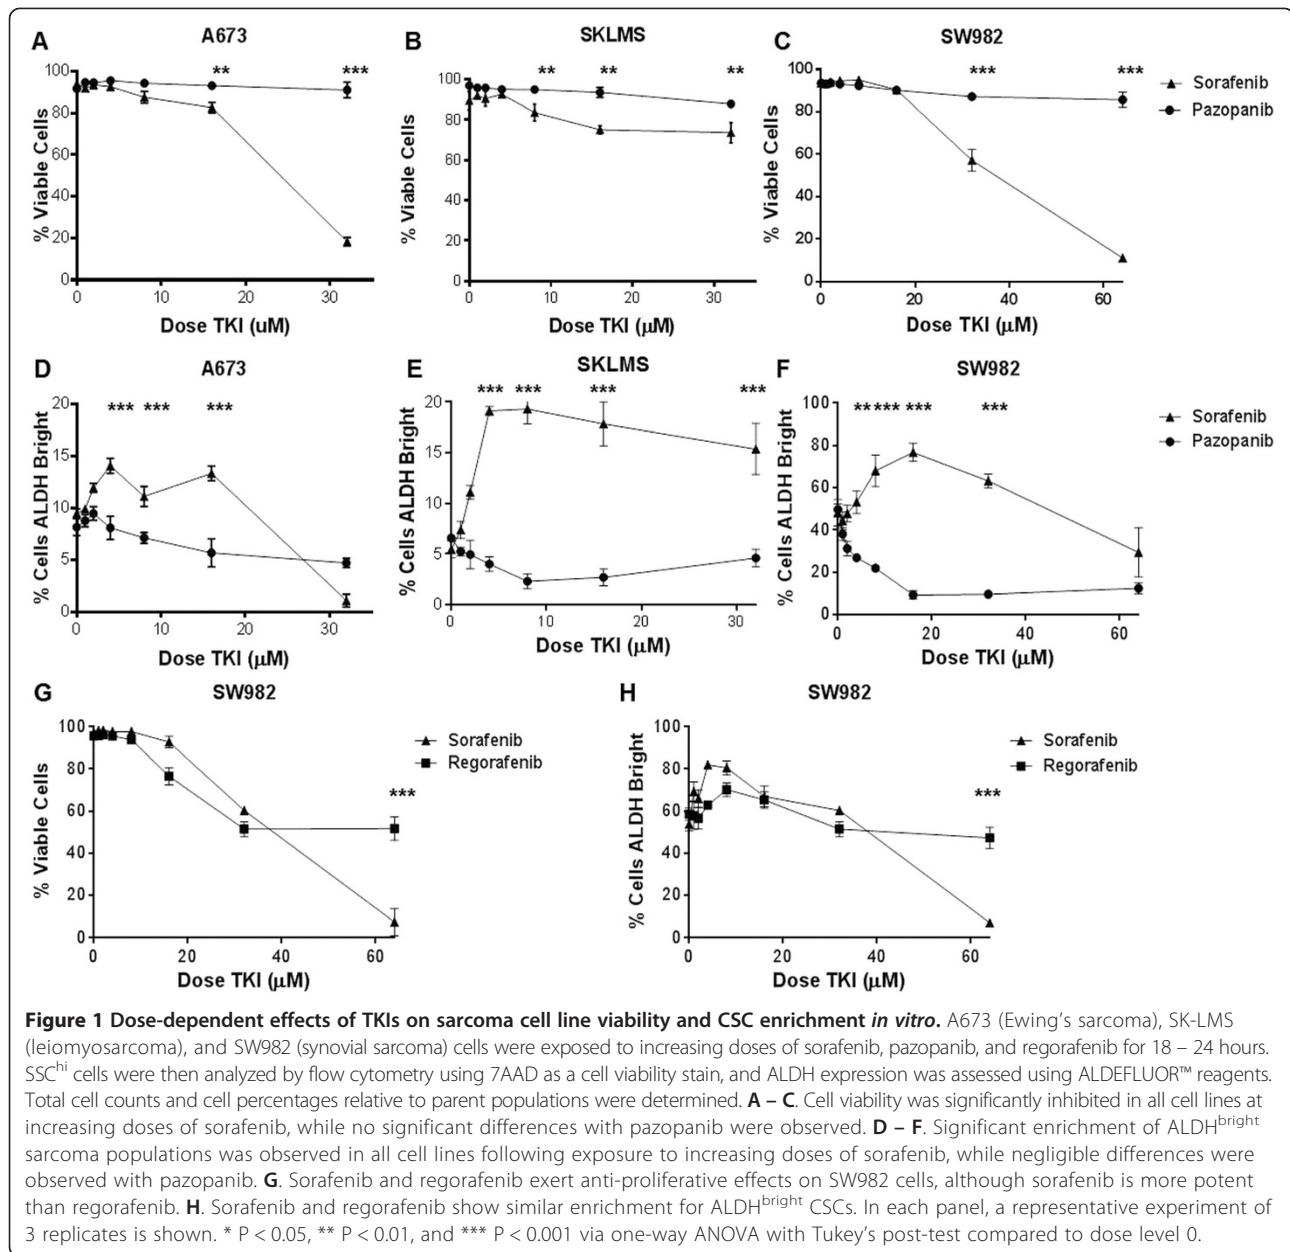 A
A673
**
***
100
80
60
40
20
0
% Viable Cells
0 10 20 30
Dose TKI (uM)
B
SKLMS
**
**
**
100
80
60
40
20
0
% Viable Cells
0 10 20 30
Dose TKI (μM)
C
SW982
***
***
100
80
60
40
20
0
% Viable Cells
0 20 40 60
Dose TKI (μM)
Sorafenib
Pazopanib
D
A673
***
***
***
20
15
10
5
0
% Cells ALDH Bright
0 10 20 30
Dose TKI (μM)
E
SKLMS
***
***
***
***
20
15
10
5
0
% Cells ALDH Bright
0 10 20 30
Dose TKI (μM)
F
SW982
**
***
***
***
100
80
60
40
20
0
% Cells ALDH Bright
0 20 40 60
Dose TKI (μM)
Sorafenib
Pazopanib
G
SW982
***
100
80
60
40
20
0
% Viable Cells
0 20 40 60
Dose TKI (μM)
Sorafenib
Regorafenib
H
SW982
***
100
80
60
40
20
0
% Cells ALDH Bright
0 20 40 60
Dose TKI (μM)
Sorafenib
Regorafenib
Figure 1 Dose-dependent effects of TKIs on sarcoma cell line viability and CSC enrichment in vitro. A673 (Ewing's sarcoma), SK-LMS
(leiomyosarcoma), and SW982 (synovial sarcoma) cells were exposed to increasing doses of sorafenib, pazopanib, and regorafenib for 18 – 24 hours.
SSChi cells were then analyzed by flow cytometry using 7AAD as a cell viability stain, and ALDH expression was assessed using ALDEFLUOR™ reagents.
Total cell counts and cell percentages relative to parent populations were determined. A – C. Cell viability was significantly inhibited in all cell lines at
increasing doses of sorafenib, while no significant differences with pazopanib were observed. D – F. Significant enrichment of ALDHbright
sarcoma populations was observed in all cell lines following exposure to increasing doses of sorafenib, while negligible differences were
observed with pazopanib. G. Sorafenib and regorafenib exert anti-proliferative effects on SW982 cells, although sorafenib is more potent
than regorafenib. H. Sorafenib and regorafenib show similar enrichment for ALDHbright CSCs. In each panel, a representative experiment of
3 replicates is shown. * P < 0.05, ** P < 0.01, and *** P < 0.001 via one-way ANOVA with Tukey's post-test compared to dose level 0.